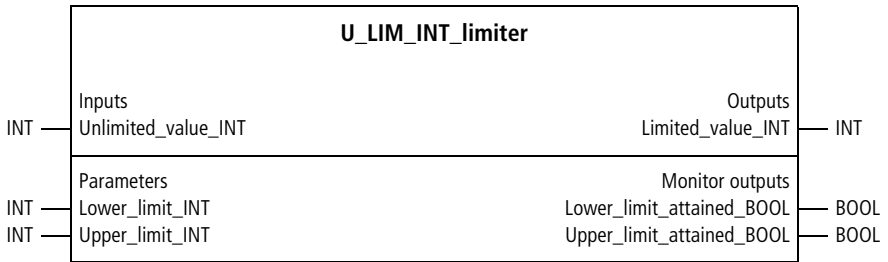 U_LIM_INT_limiter
Inputs Outputs
INT Unlimited_value_INT Limited_value_INT INT
Parameters Monitor outputs
INT Lower_limit_INT Lower_limit_attained_BOOL BOOL
INT Upper_limit_INT Upper_limit_attained_BOOL BOOL